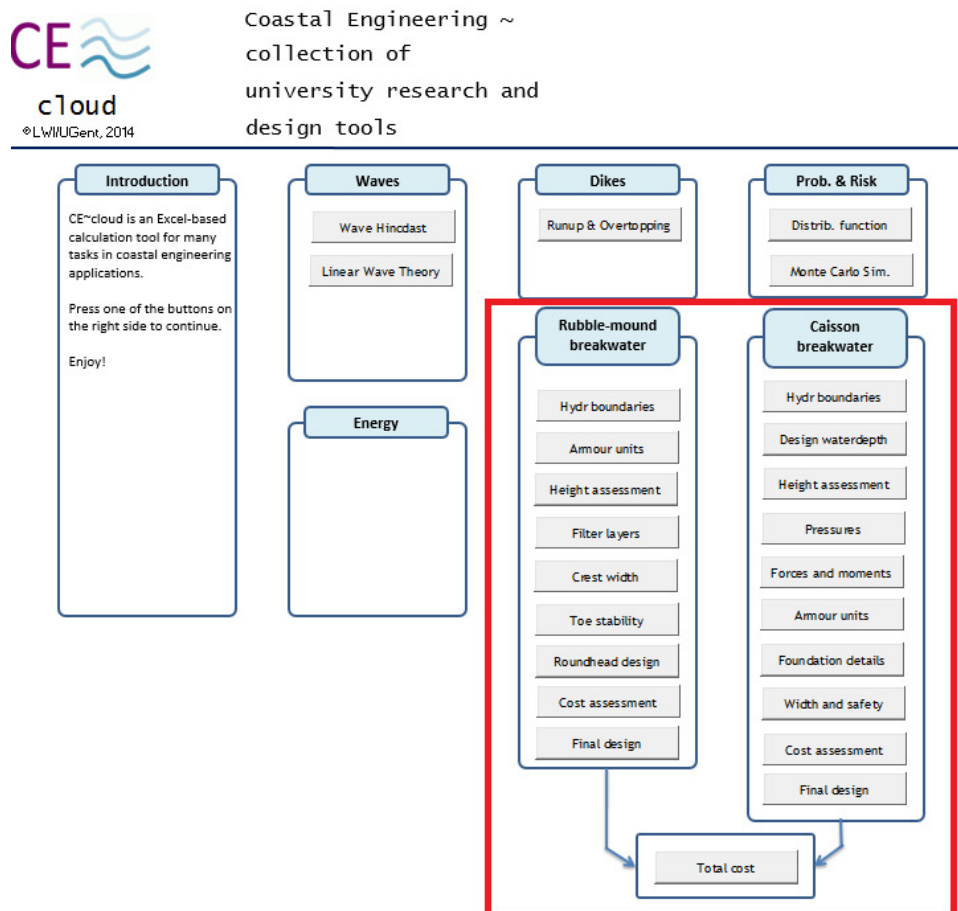 CE
cloud
©LWI/UGent, 2014
Coastal Engineering ~
collection of
university research and
design tools
Introduction
CE~cloud is an Excel-based
calculation tool for many
tasks in coastal engineering
applications.
Press one of the buttons on
the right side to continue.
Enjoy!
Waves
Wave Hincdast
Linear Wave Theory
Energy
Dikes
Runup & Overtopping
Prob. & Risk
Distrib. function
Monte Carlo Sim.
Rubble-mound
breakwater
Hydr boundaries
Armour units
Height assessment
Filter layers
Crest width
Toe stability
Roundhead design
Cost assessment
Final design
Caisson
breakwater
Hydr boundaries
Design waterdepth
Height assessment
Pressures
Forces and moments
Armour units
Foundation details
Width and safety
Cost assessment
Final design
Total cost